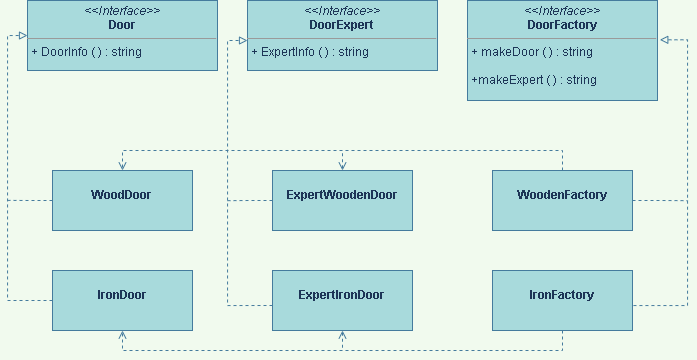 <<Interface>>
Door
+ DoorInfo ( ) : string
<<Interface>>
DoorExpert
+ ExpertInfo ( ) : string
<<Interface>>
DoorFactory
+ makeDoor ( ) : string
+makeExpert ( ) : string
WoodDoor
ExpertWoodenDoor
WoodenFactory
IronDoor
ExpertIronDoor
IronFactory